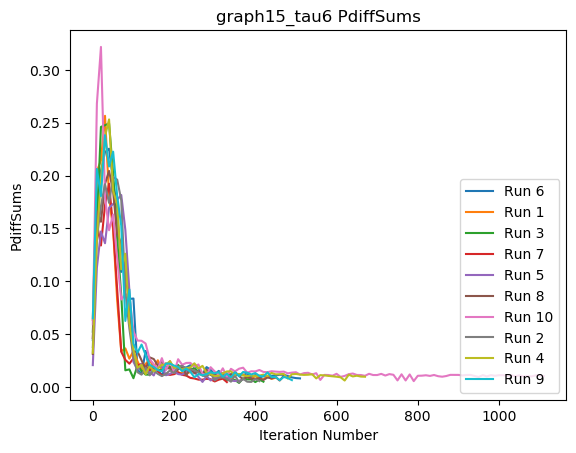 graph15_tau6 PdiffSums
PdiffSums
0.30
0.25
0.20
0.15
0.10
0.05
0.00
0
200
400
600
800
1000
Iteration Number
Run 6
Run 1
Run 3
Run 7
Run 5
Run 8
Run 10
Run 2
Run 4
Run 9